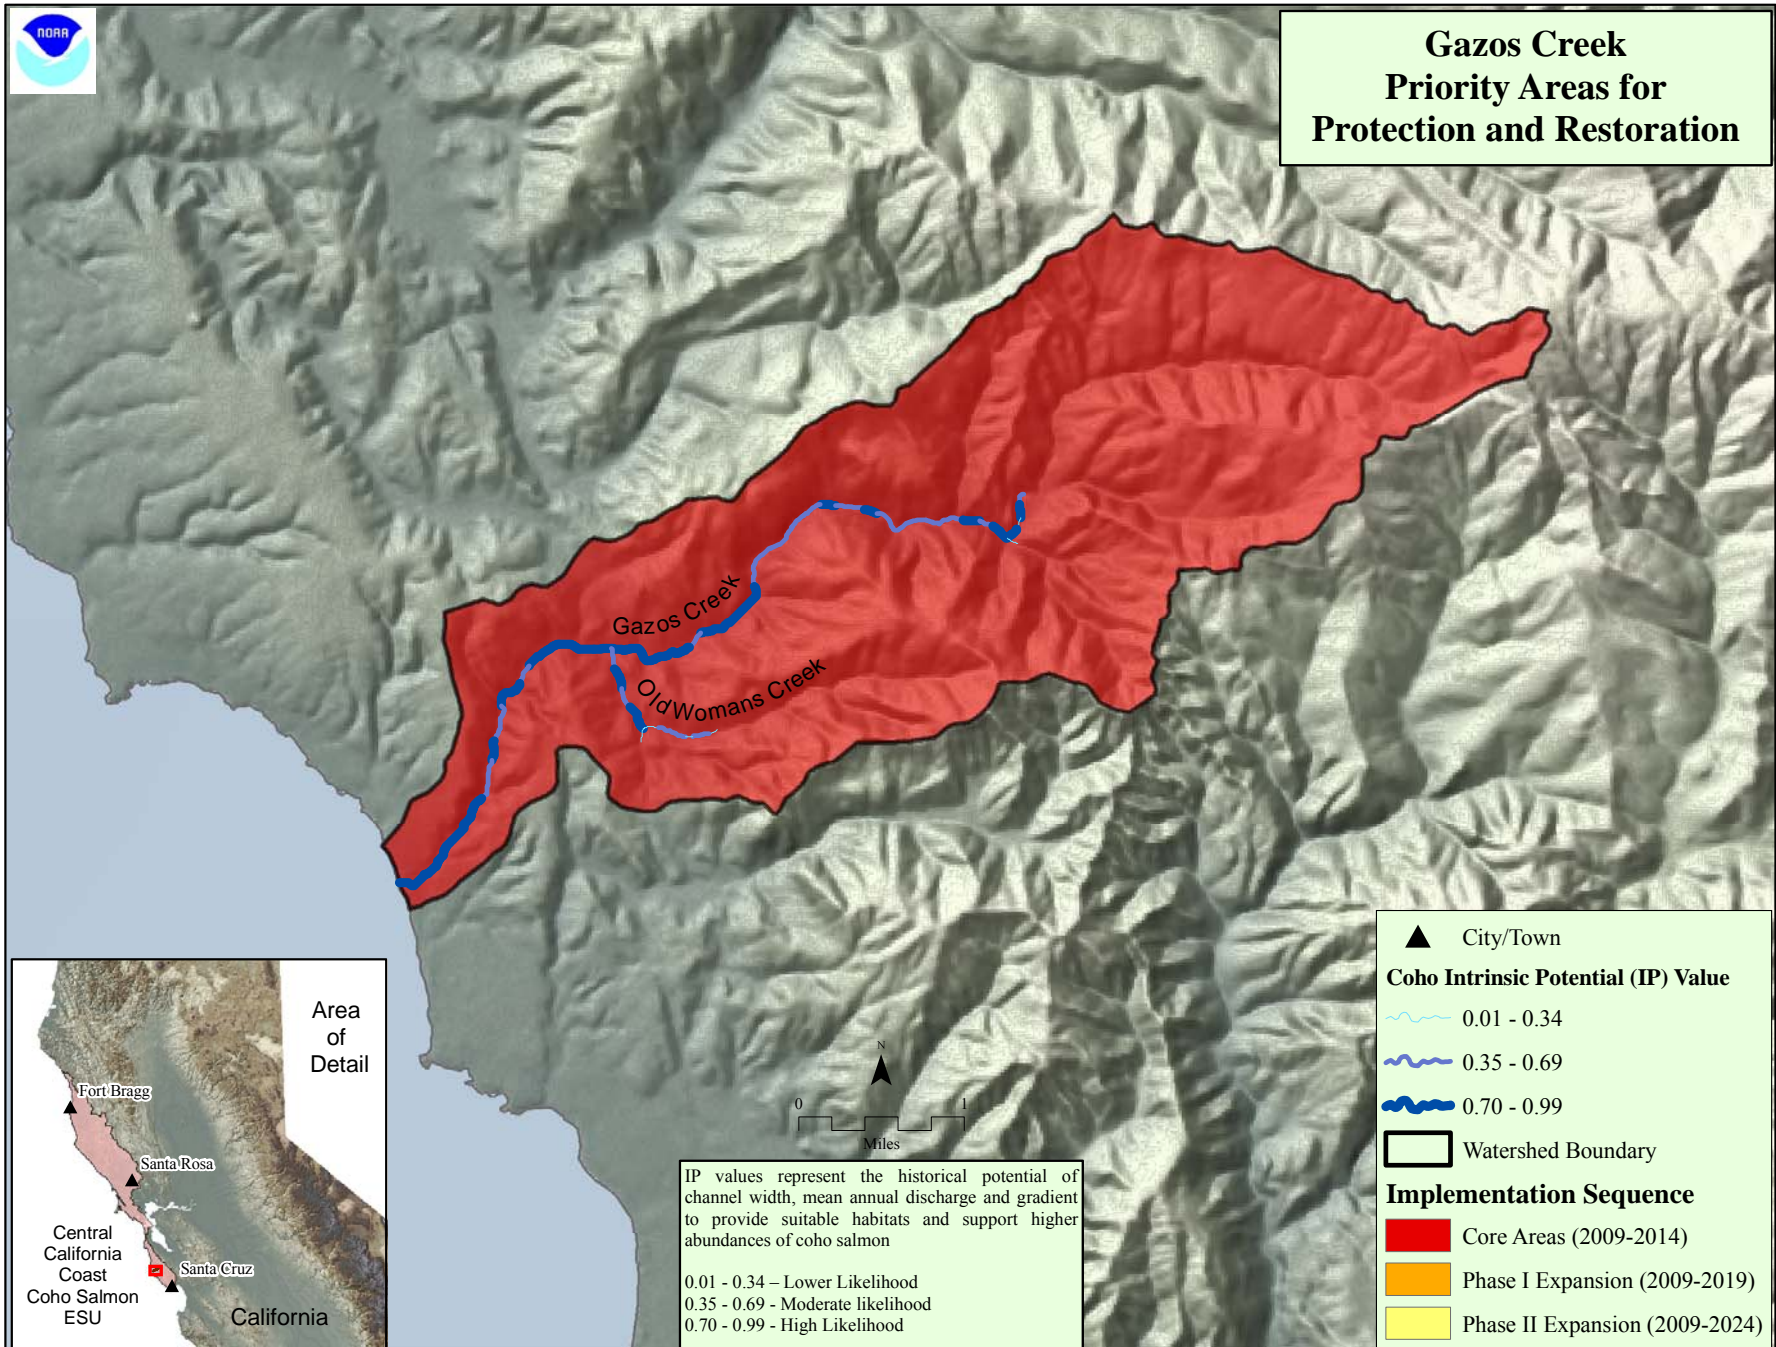 NOAA
Gazos Creek
Priority Areas for
Protection and Restoration
Gazos Creek
OldWomans Creek
N
0 1
Miles
Area
of
Detail
Fort Bragg
Santa Rosa
Central
California
Coast
Coho Salmon
ESU
Santa Cruz
California
IP values represent the historical potential of
channel width, mean annual discharge and gradient
to provide suitable habitats and support higher
abundances of coho salmon
0.01 - 0.34 – Lower Likelihood
0.35 - 0.69 - Moderate likelihood
0.70 - 0.99 - High Likelihood
City/Town
Coho Intrinsic Potential (IP) Value
0.01 - 0.34
0.35 - 0.69
0.70 - 0.99
Watershed Boundary
Implementation Sequence
Core Areas (2009-2014)
Phase I Expansion (2009-2019)
Phase II Expansion (2009-2024)